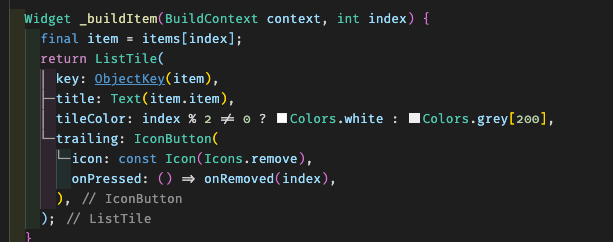 Widget _buildItem(BuildContext context, int index) {
final item = items[index];
return ListTile(
key: ObjectKey(item),
title: Text(item.item),
tileColor: index % 2 ≠ 0 ? Colors.white : Colors.grey[200],
trailing: IconButton(
icon: const Icon(Icons.remove),
onPressed: () ⇒ onRemoved(index),
), // IconButton
); // ListTile
}